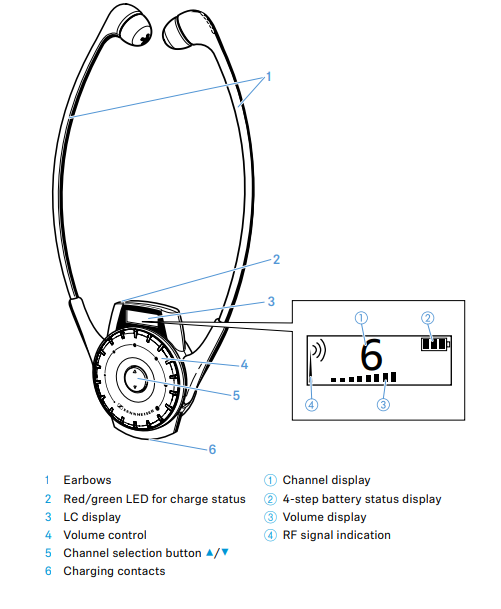 1
2
3
① ②
6
4
④ ③
5
SENNHEISER
6
1 Earbows
2 Red/green LED for charge status
3 LC display
4 Volume control
5 Channel selection button ▲/▼
6 Charging contacts
① Channel display
② 4-step battery status display
③ Volume display
④ RF signal indication